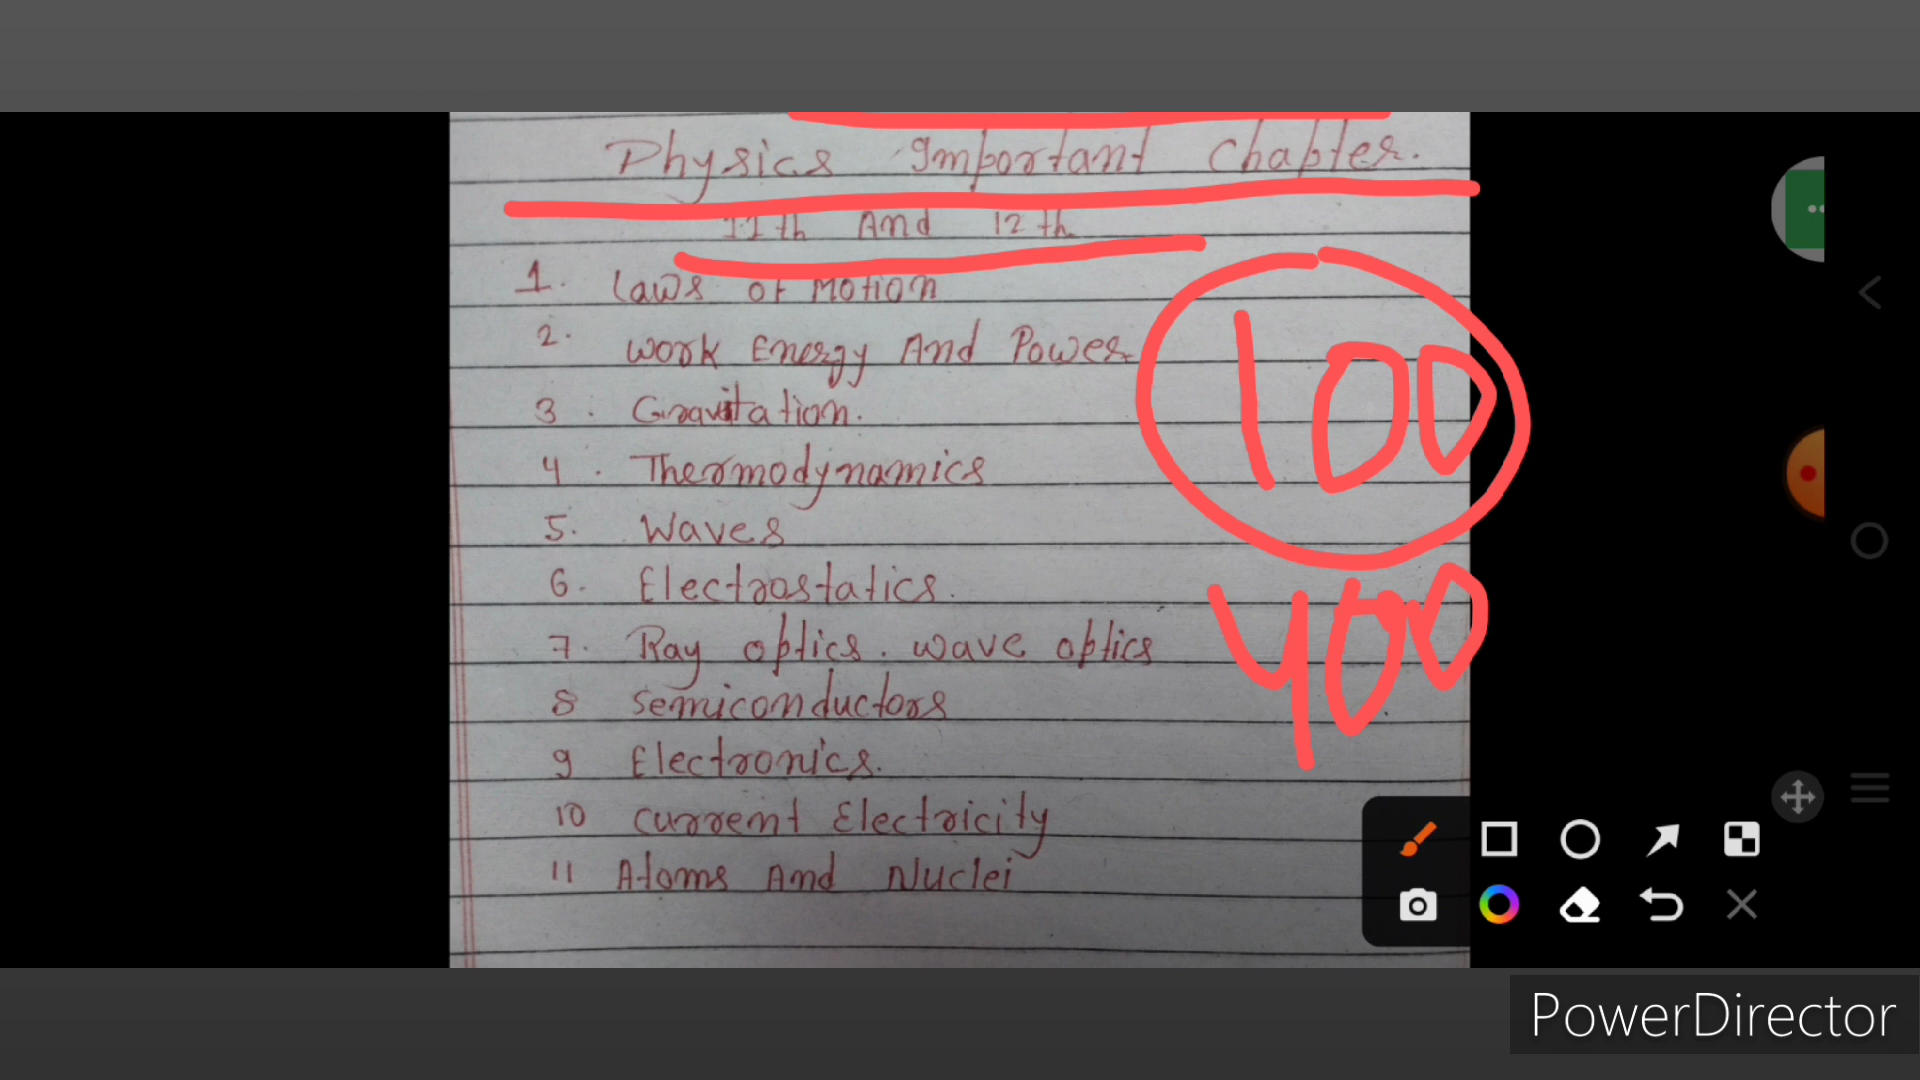 Physics Important Chapter.
11th And 12th
1. Laws of Motion
2. Work Energy And Power
3. Gravitation.
4. Thermodynamics
5. Waves
6. Electrostatics.
7. Ray optics. wave optics
8 Semiconductors
9 Electronics.
10 Current Electricity
11 Atoms And Nuclei
100
400
PowerDirector